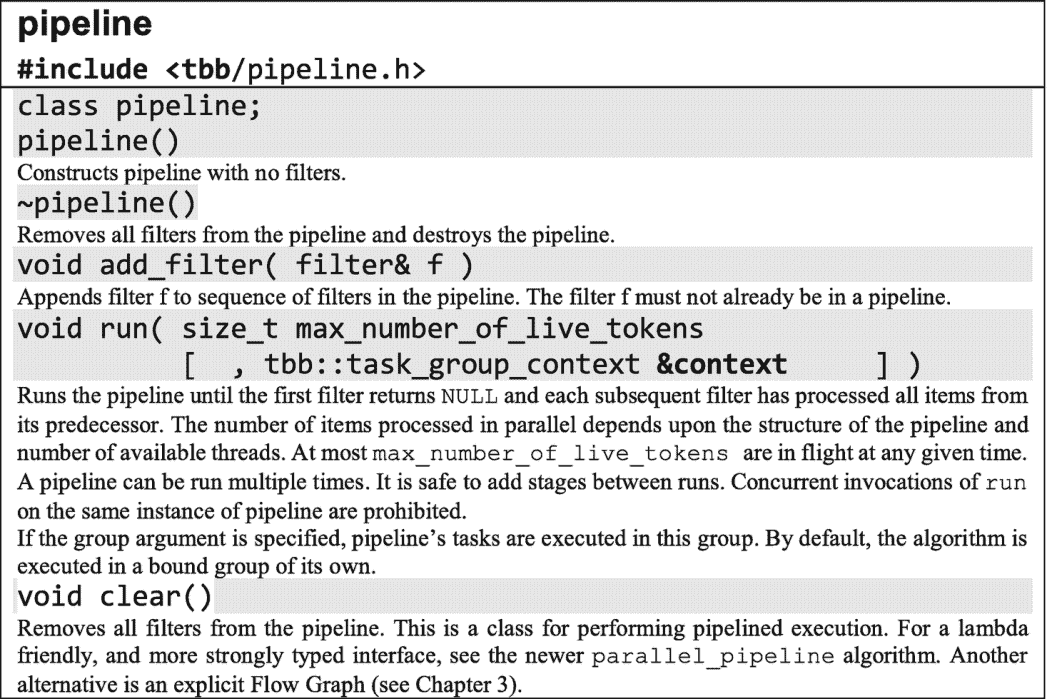 pipeline
#include <tbb/pipeline.h>
class pipeline;
pipeline()
Constructs pipeline with no filters.
~pipeline()
Removes all filters from the pipeline and destroys the pipeline.
void add_filter( filter& f )
Appends filter f to sequence of filters in the pipeline. The filter f must not already be in a pipeline.
void run( size_t max_number_of_live_tokens
[ , tbb::task_group_context &context ] )
Runs the pipeline until the first filter returns NULL and each subsequent filter has processed all items from
its predecessor. The number of items processed in parallel depends upon the structure of the pipeline and
number of available threads. At most max_number_of_live_tokens are in flight at any given time.
A pipeline can be run multiple times. It is safe to add stages between runs. Concurrent invocations of run
on the same instance of pipeline are prohibited.
If the group argument is specified, pipeline's tasks are executed in this group. By default, the algorithm is
executed in a bound group of its own.
void clear()
Removes all filters from the pipeline. This is a class for performing pipelined execution. For a lambda
friendly, and more strongly typed interface, see the newer parallel_pipeline algorithm. Another
alternative is an explicit Flow Graph (see Chapter 3).